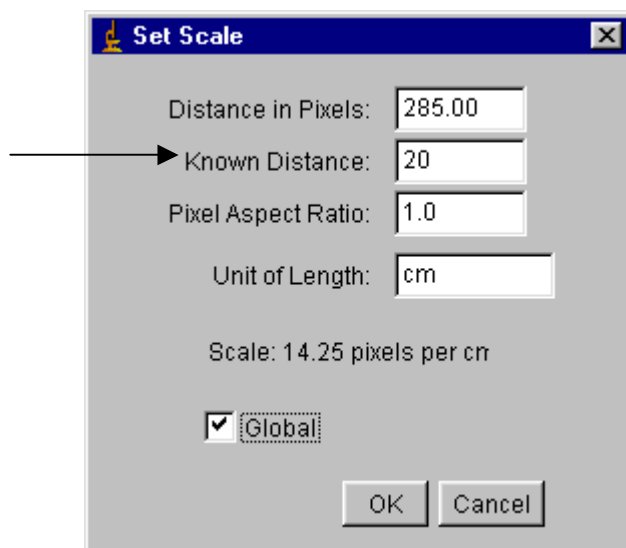 Set Scale
Distance in Pixels: 285.00
Known Distance: 20
Pixel Aspect Ratio: 1.0
Unit of Length: cm
Scale: 14.25 pixels per cm
Global
OK Cancel